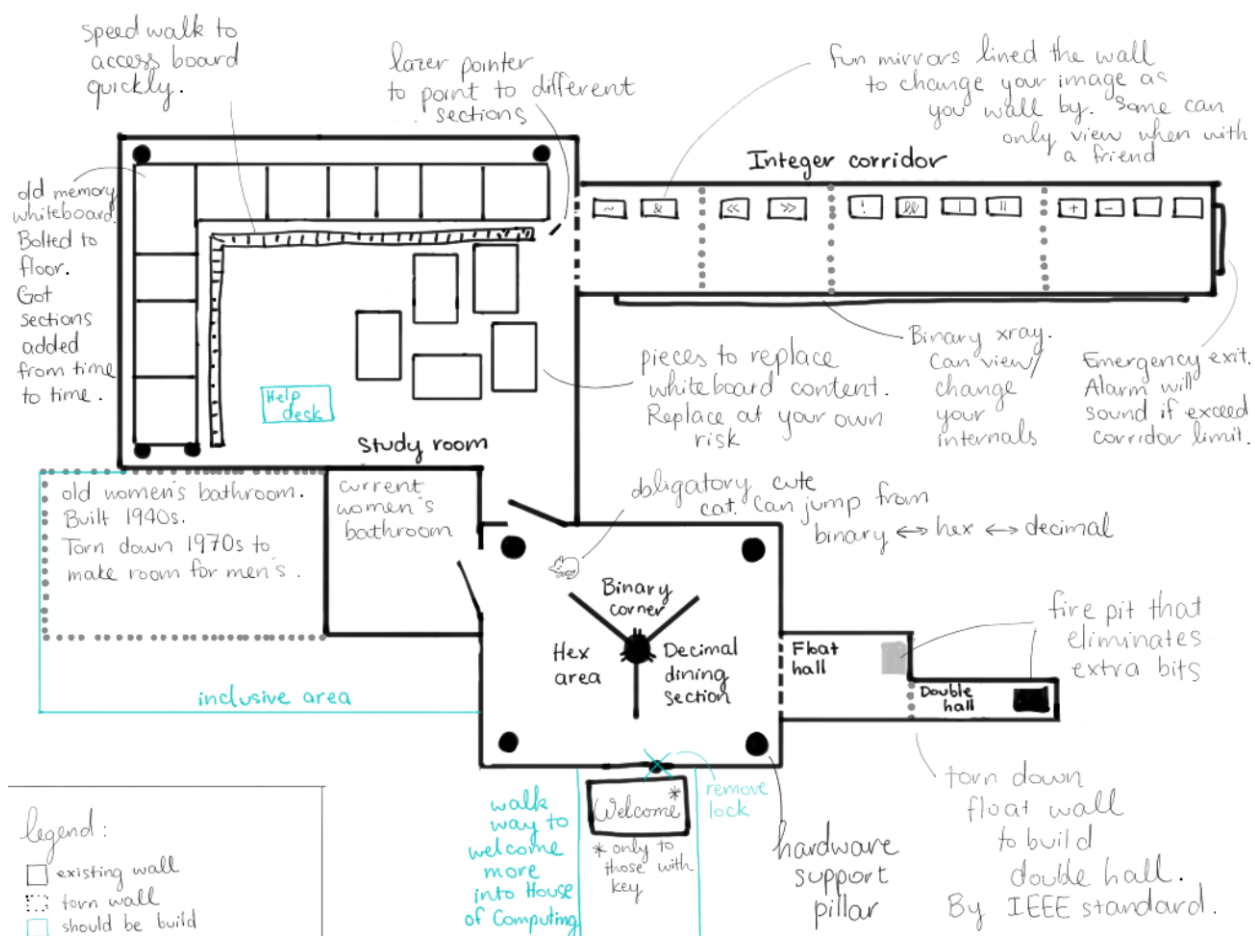 speed walk to
access board
quickly.
lazer pointer
to point to different
sections
fun mirrors lined the wall
to change your image as
you wall by. Some can
only view when with
a friend
Integer corridor
~ & << >> ! && | || + -
old memory
whiteboard.
Bolted to
floor.
Got
sections
added
from time
to time.
Help
desk
Study room
pieces to replace
whiteboard content.
Replace at your own
risk
Binary xray.
Can view/
change
your
internals
Emergency exit.
Alarm will
sound if exceed
corridor limit.
old women's bathroom.
Built 1940s.
Torn down 1970s to
make room for men's.
current
women's
bathroom
obligatory cute
cat. Can jump from
binary ↔ hex ↔ decimal
Binary
corner
Hex
area
Decimal
dining
section
Float
hall
Double
hall
fire pit that
eliminates
extra bits
inclusive area
torn down
float wall
to build
double hall.
By IEEE standard.
walk
way to
welcome
more
into House
of Computing
Welcome*
* only to
those with
key
remove
lock
hardware
support
pillar
legend:
existing wall
torn wall
should be build